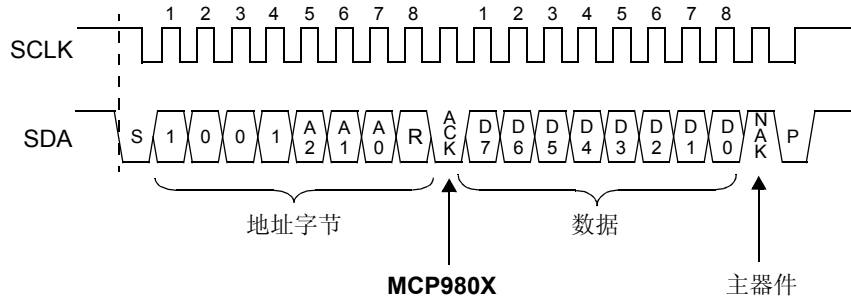 1 2 3 4 5 6 7 8 1 2 3 4 5 6 7 8
SCLK
SDA S 1 0 0 1 A2 A1 A0 R ACK D7 D6 D5 D4 D3 D2 D1 D0 NAK P
地址字节 数据
MCP980X 主器件